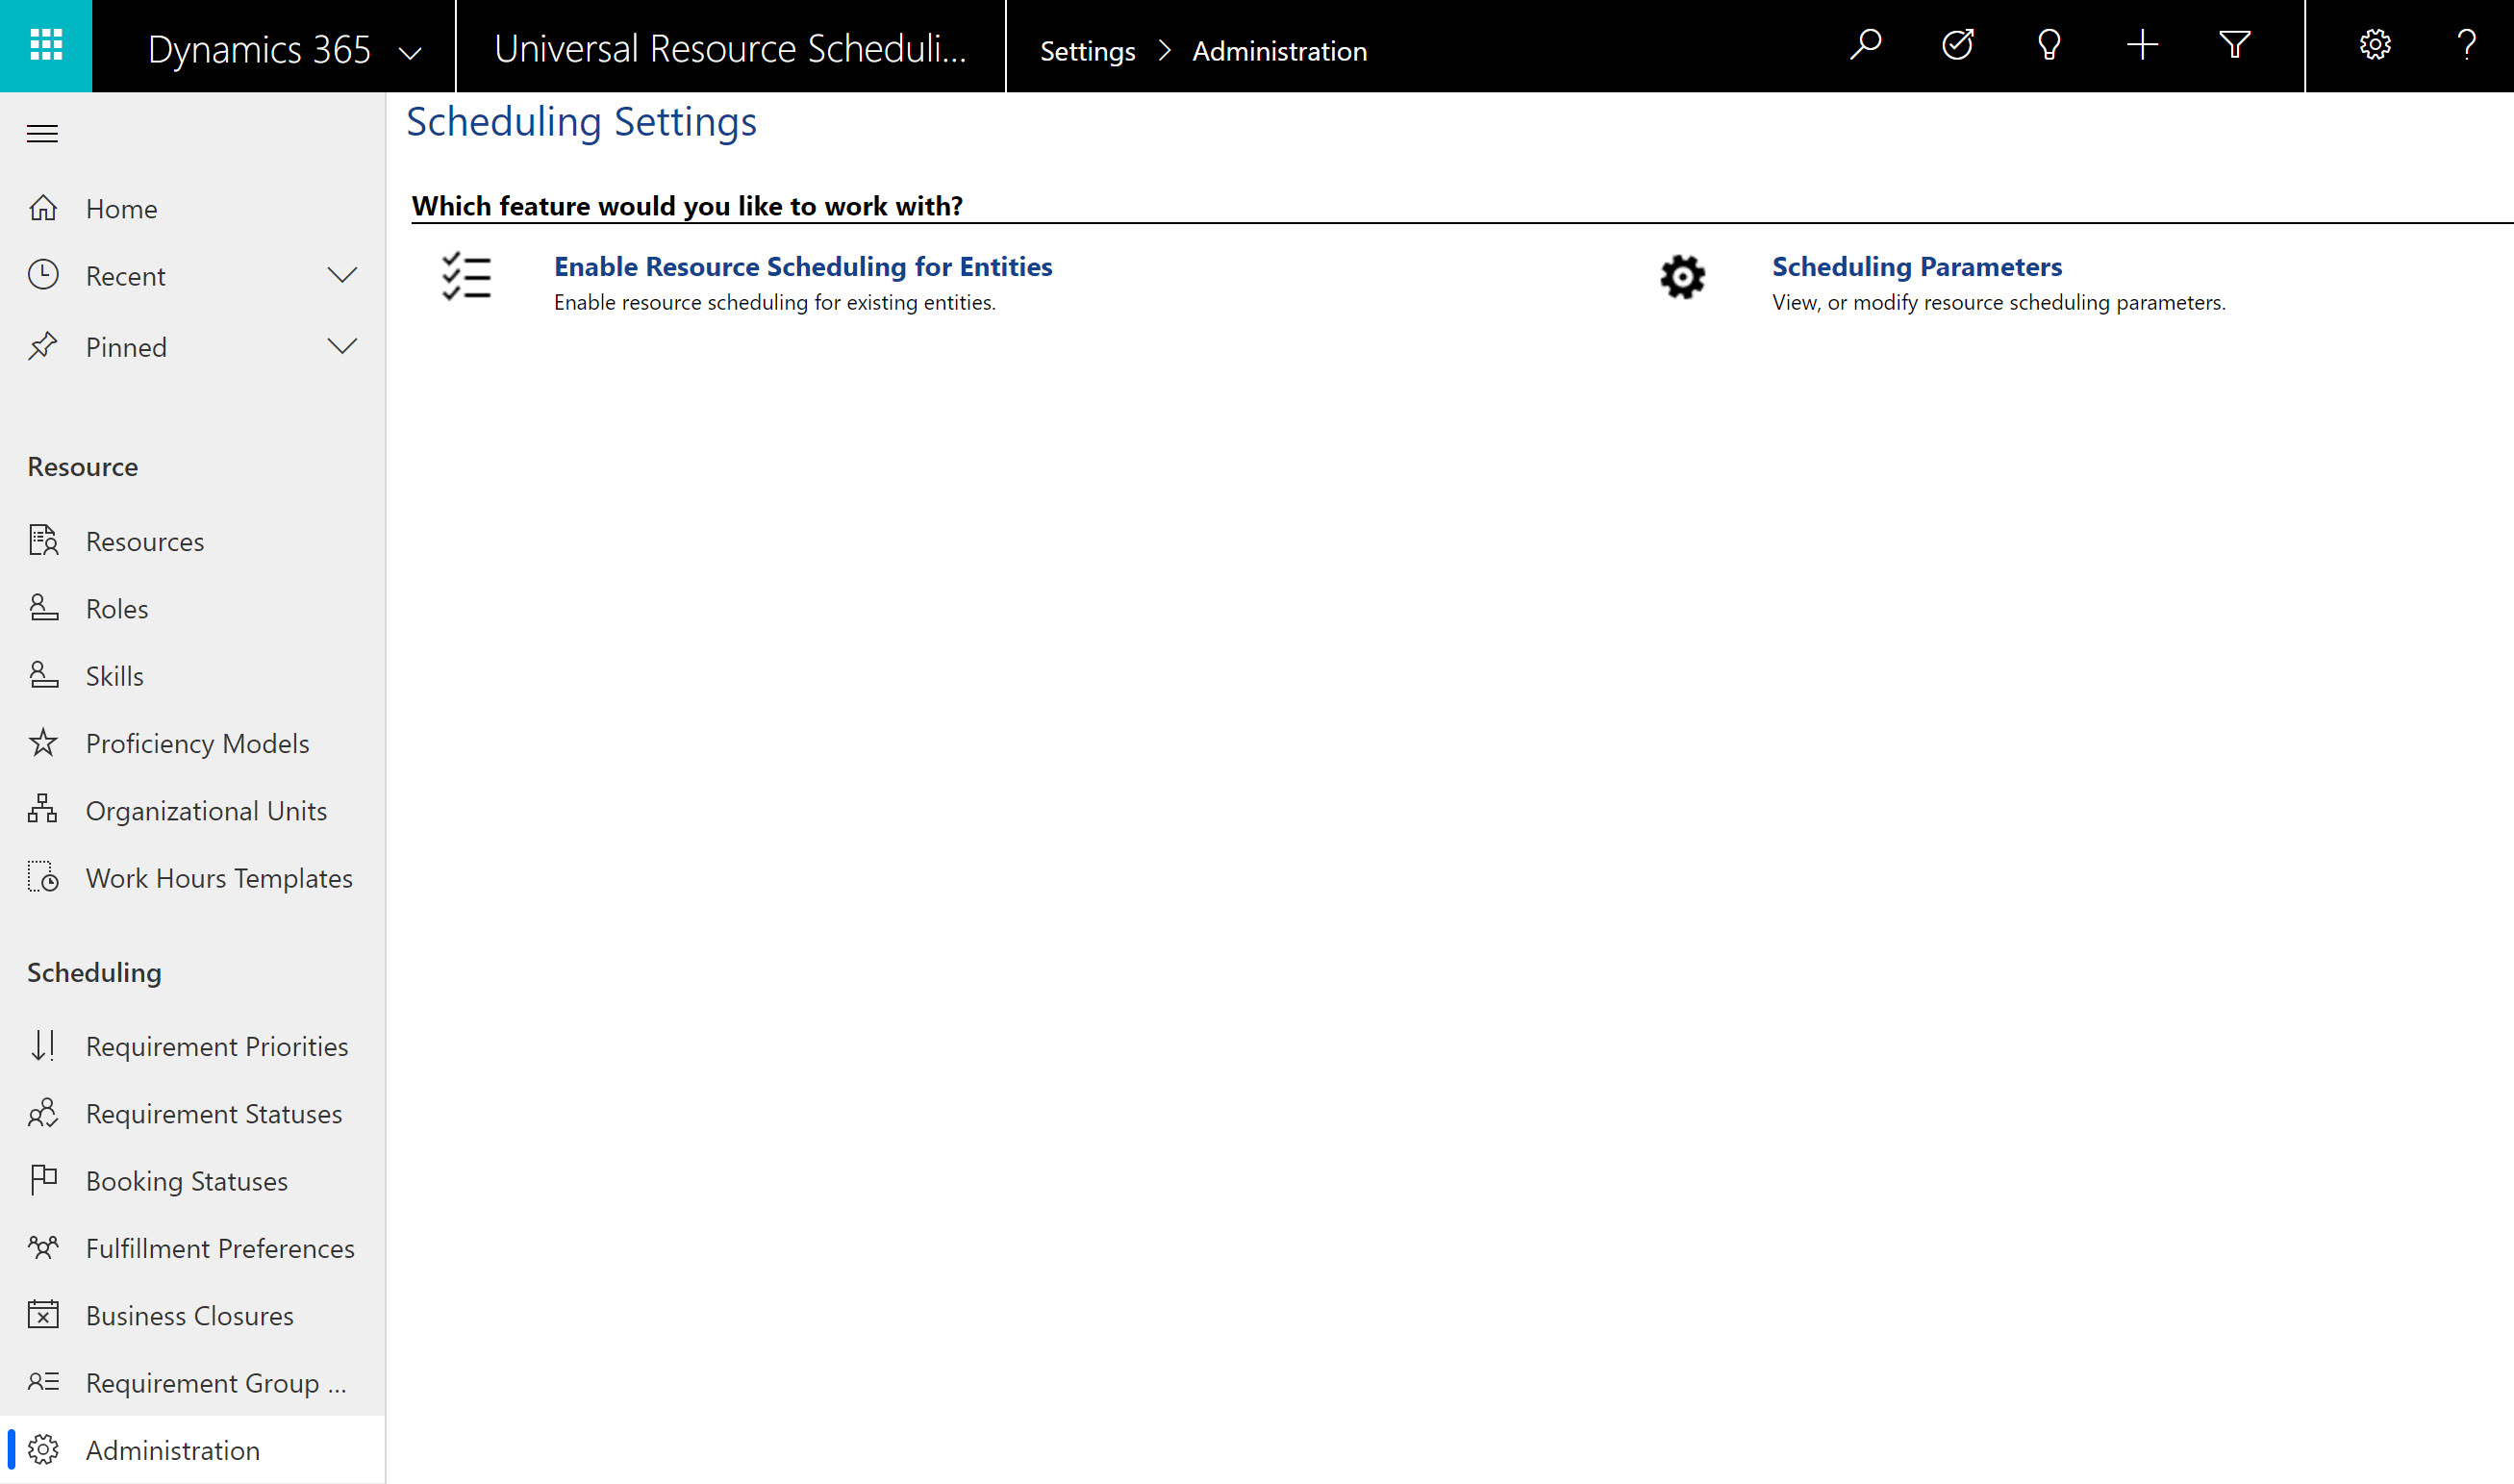 Dynamics 365
Universal Resource Scheduli...
Settings > Administration
Scheduling Settings
Which feature would you like to work with?
Enable Resource Scheduling for Entities
Enable resource scheduling for existing entities.
Scheduling Parameters
View, or modify resource scheduling parameters.
Home
Recent
Pinned
Resource
Resources
Roles
Skills
Proficiency Models
Organizational Units
Work Hours Templates
Scheduling
Requirement Priorities
Requirement Statuses
Booking Statuses
Fulfillment Preferences
Business Closures
Requirement Group ...
Administration